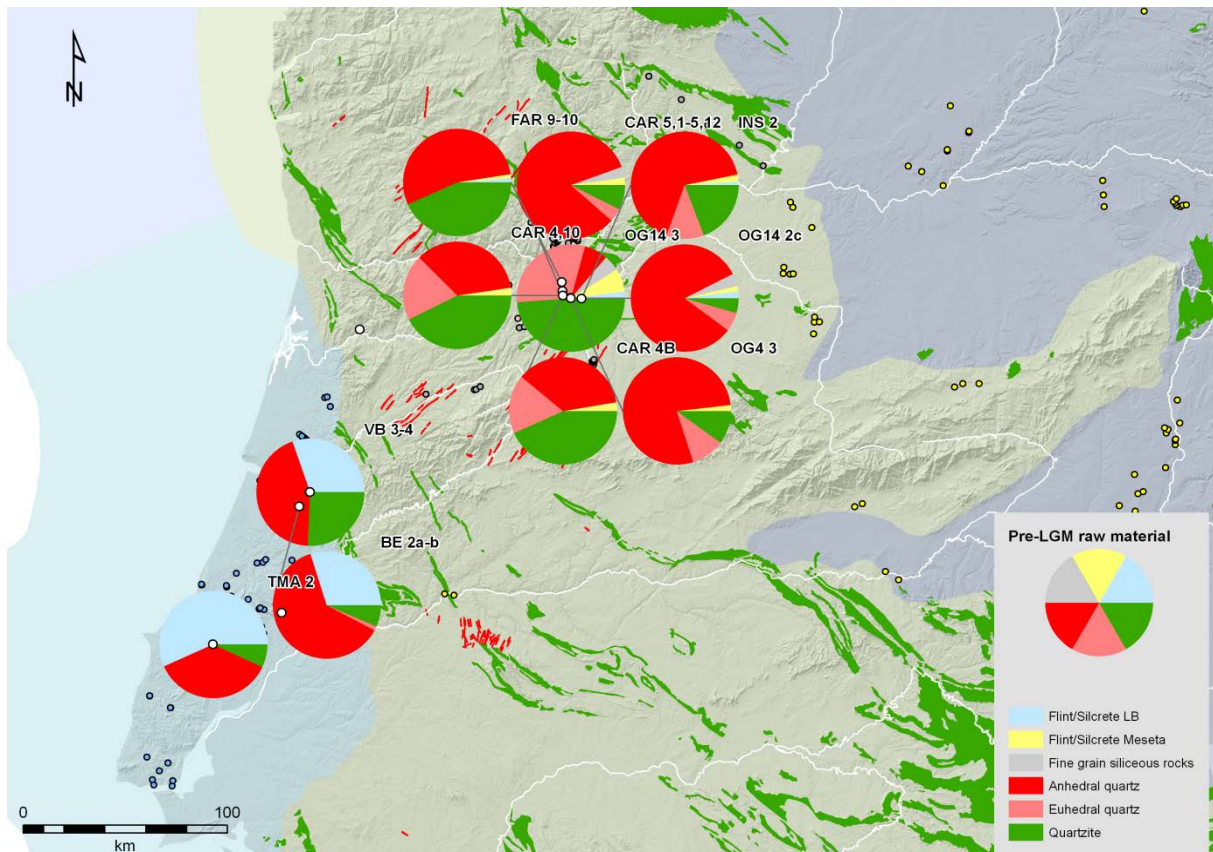 N
FAR 9-10
CAR 5,1-5,12
INS 2
CAR 4,10
OG14 3
OG14 2c
CAR 4B
OG4 3
VB 3-4
BE 2a-b
TMA 2
Pre-LGM raw material
Flint/Silcrete LB
Flint/Silcrete Meseta
Fine grain siliceous rocks
Anhedral quartz
Euhedral quartz
Quartzite
0 100
km